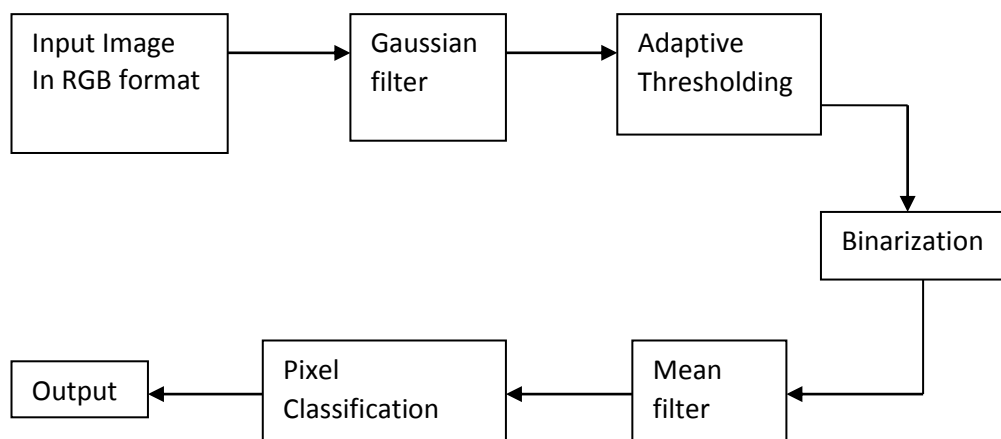 Input Image
In RGB format
Gaussian
filter
Adaptive
Thresholding
Binarization
Mean
filter
Pixel
Classification
Output